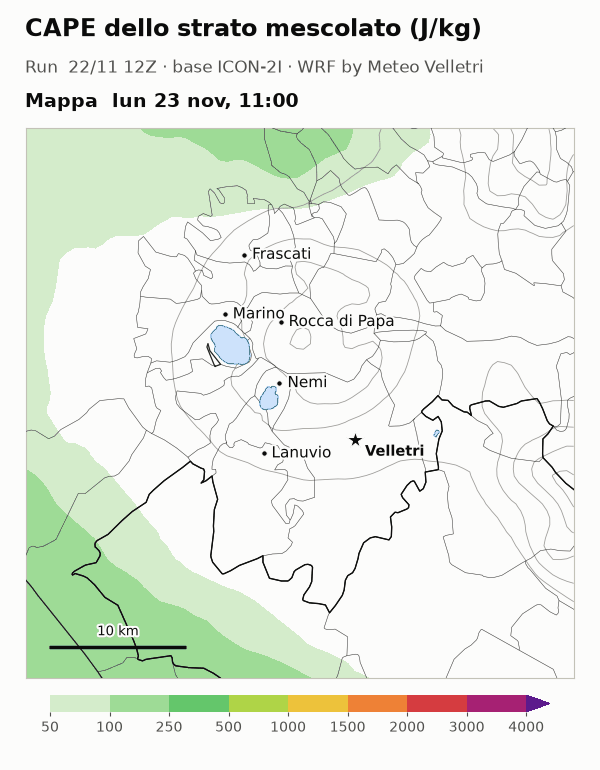 CAPE dello strato mescolato (J/kg)
Run  22/11 12Z · base ICON-2I · WRF by Meteo Velletri
Mappa  lun 23 nov, 11:00
Frascati
Marino
Rocca di Papa
Nemi
Velletri
Lanuvio
10 km
50 100 250 500 1000 1500 2000 3000 4000